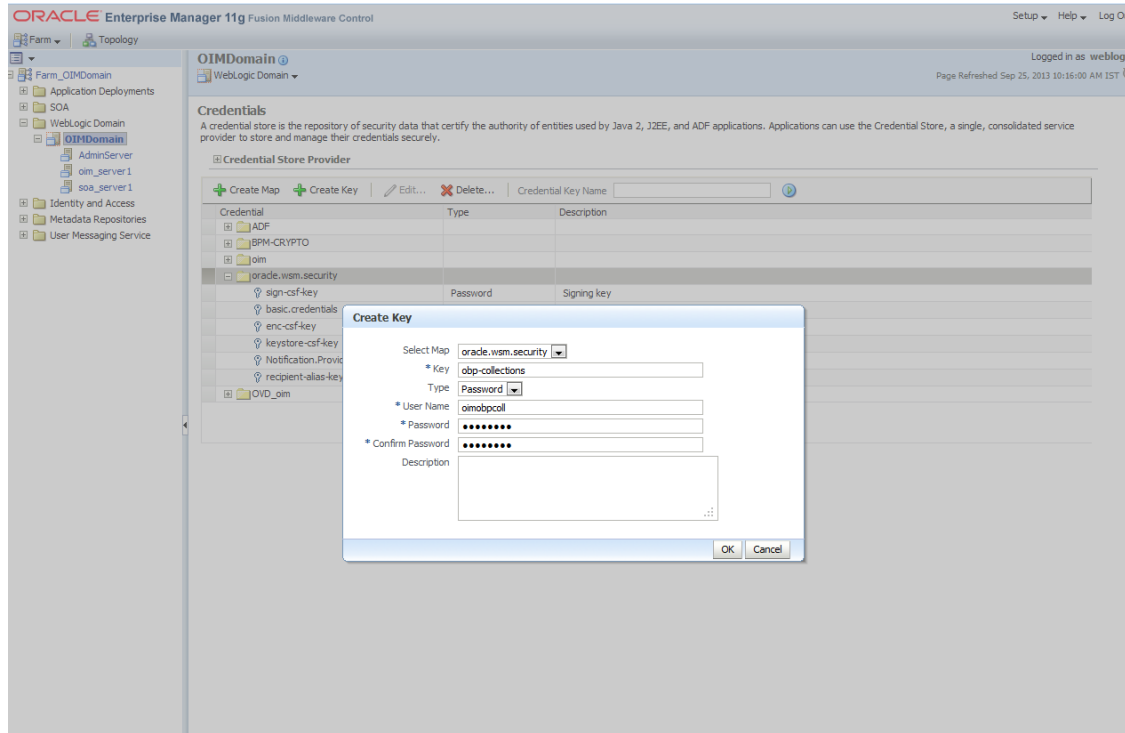 ORACLE Enterprise Manager 11g Fusion Middleware Control
Setup Help Log O
Farm Topology
OIMDomain
Logged in as weblog
WebLogic Domain
Page Refreshed Sep 25, 2013 10:16:00 AM IST
Farm_OIMDomain
Application Deployments
SOA
WebLogic Domain
OIMDomain
AdminServer
oim_server1
soa_server1
Identity and Access
Metadata Repositories
User Messaging Service
Credentials
A credential store is the repository of security data that certify the authority of entities used by Java 2, J2EE, and ADF applications. Applications can use the Credential Store, a single, consolidated service
provider to store and manage their credentials securely.
Credential Store Provider
Create Map Create Key Edit... Delete... Credential Key Name
Credential Type Description
ADF
BPM-CRYPTO
oim
oracle.wsm.security
sign-csf-key Password Signing key
basic.credentials
enc-csf-key
keystore-csf-key
Notification.Provid
recipient-alias-key
OVD_oim
Create Key
Select Map oracle.wsm.security
* Key obp-collections
Type Password
* User Name oimobpcoll
* Password ••••••••
* Confirm Password ••••••••
Description
OK Cancel